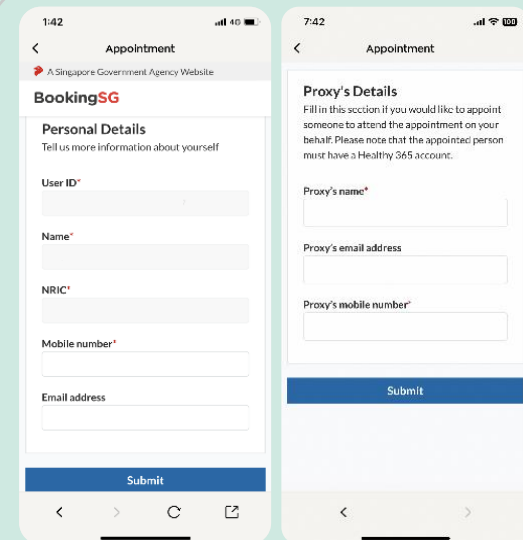 1:42
4G
Appointment
A Singapore Government Agency Website
BookingSG
Personal Details
Tell us more information about yourself
User ID*
Name*
NRIC*
Mobile number*
Email address
Submit
7:42
100
Appointment
Proxy's Details
Fill in this section if you would like to appoint
someone to attend the appointment on your
behalf. Please note that the appointed person
must have a Healthy 365 account.
Proxy's name*
Proxy's email address
Proxy's mobile number*
Submit